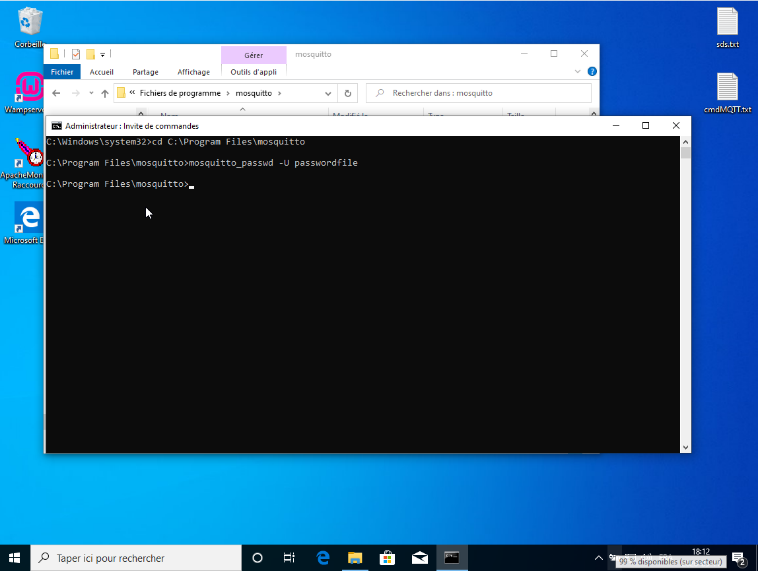 Corbeille
sds.txt
Gérer
mosquitto
Fichier
Accueil
Partage
Affichage
Outils d'appli
Fichiers de programme
mosquitto
Rechercher dans : mosquitto
Nom
Modifié le
Type
Taille
Wampserve
cmdMQTT.txt
Administrateur : Invite de commandes
C:\Windows\system32>cd C:\Program Files\mosquitto
C:\Program Files\mosquitto>mosquitto_passwd -U passwordfile
C:\Program Files\mosquitto>
ApacheMon
Raccour
Microsoft E
Taper ici pour rechercher
18:12
99 % disponibles (sur secteur)
2